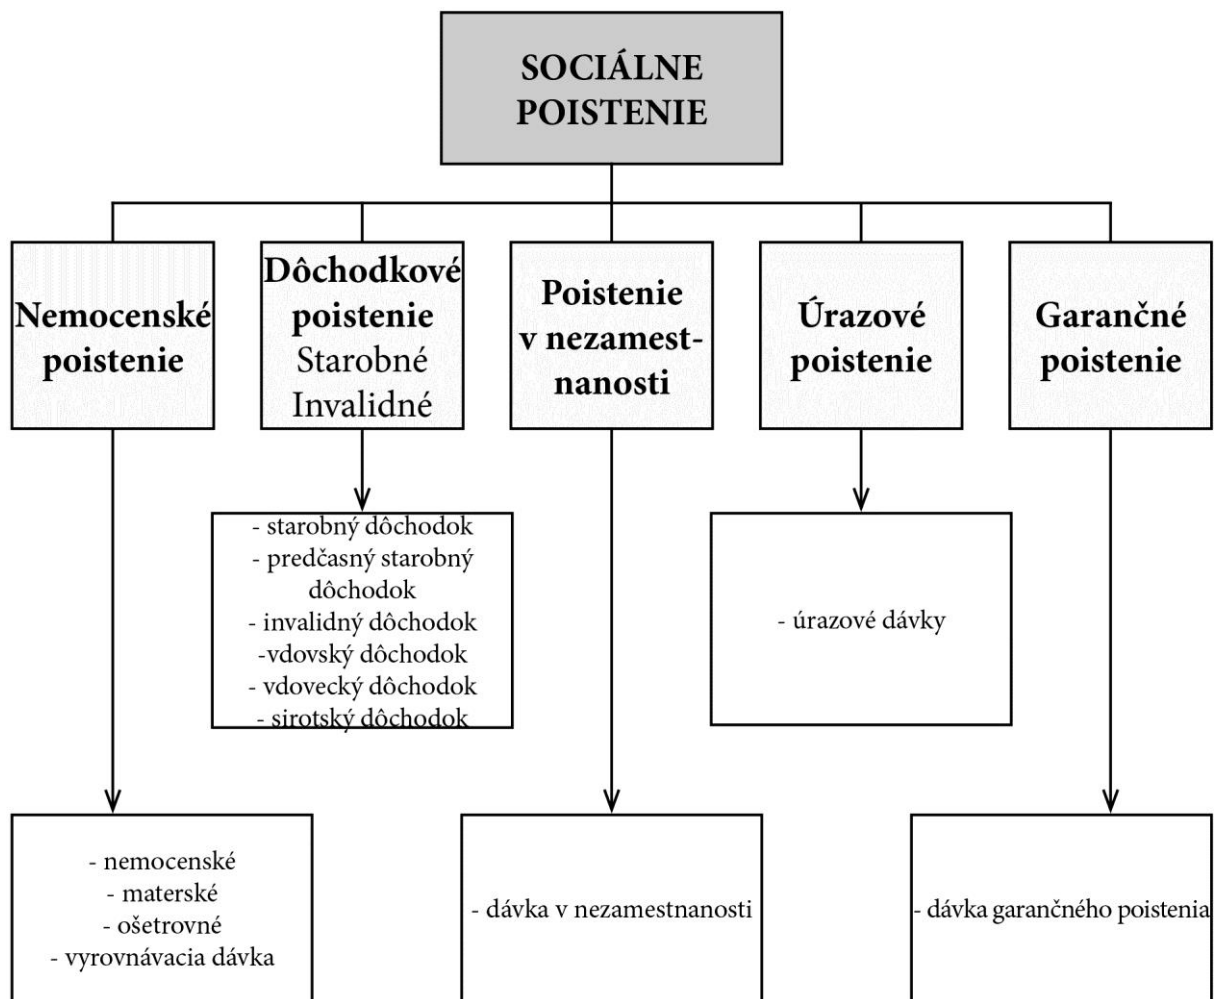 SOCIÁLNE
POISTENIE
Nemocenské
poistenie
Dôchodkové
poistenie
Starobné
Invalidné
Poistenie
v nezamest-
nanosti
Úrazové
poistenie
Garančné
poistenie
- starobný dôchodok
- predčasný starobný
dôchodok
- invalidný dôchodok
-vdovský dôchodok
- vdovecký dôchodok
- sirotský dôchodok
- úrazové dávky
- nemocenské
- materské
- ošetrovné
- vyrovnávacia dávka
- dávka v nezamestnanosti
- dávka garančného poistenia